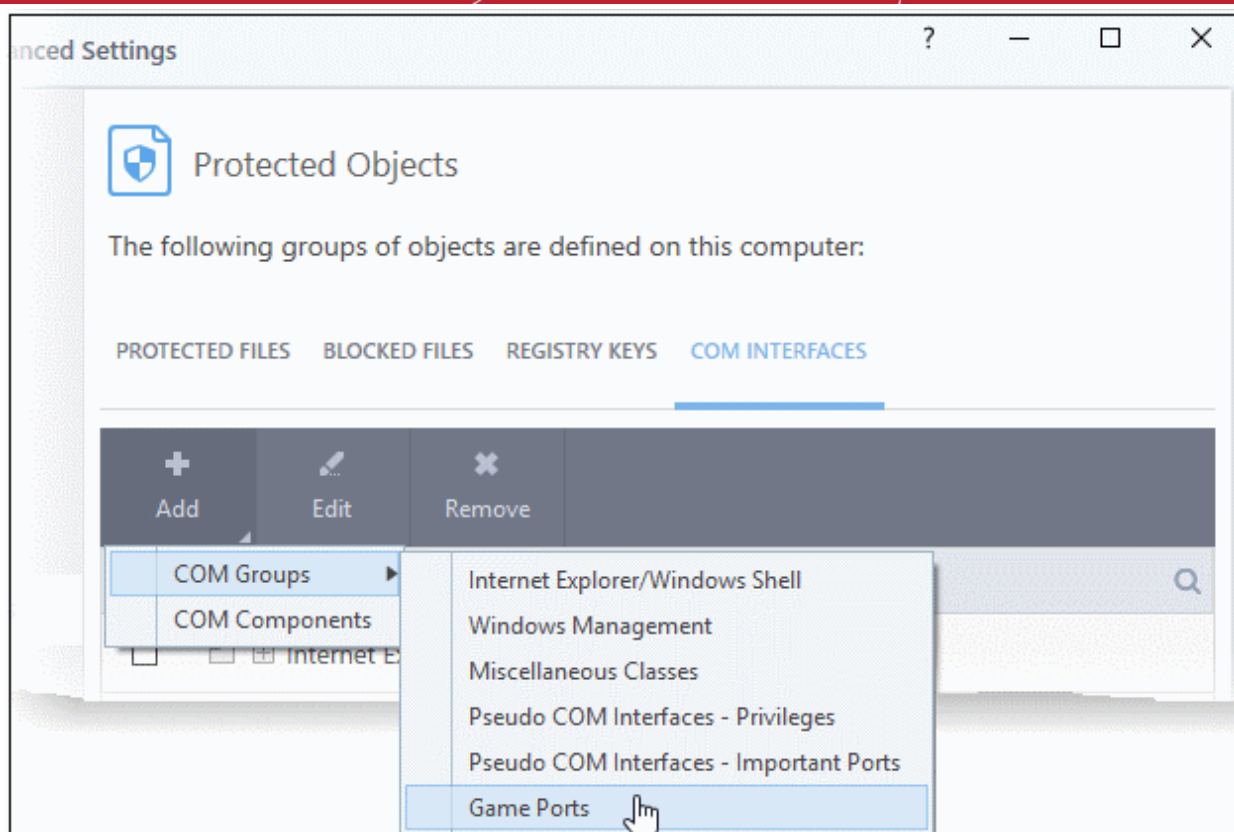 anced Settings
?
Protected Objects
The following groups of objects are defined on this computer:
PROTECTED FILES BLOCKED FILES REGISTRY KEYS COM INTERFACES
Add Edit Remove
COM Groups
COM Components
Internet Explorer/Windows Shell
Windows Management
Miscellaneous Classes
Pseudo COM Interfaces - Privileges
Pseudo COM Interfaces - Important Ports
Game Ports
Internet E